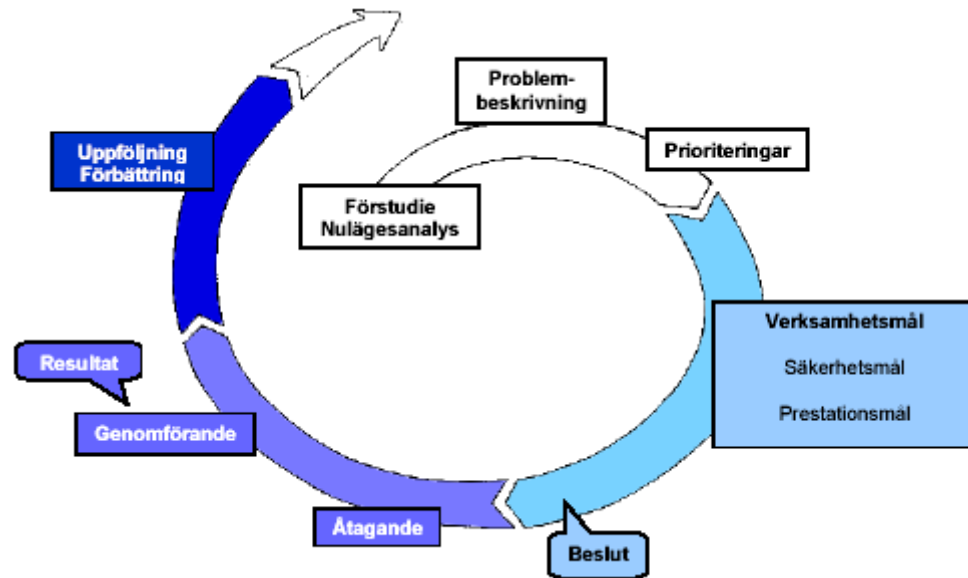 Problem-
beskrivning
Prioriteringar
Förstudie
Nulägesanalys
Uppföljning
Förbättring
Verksamhetsmål
Säkerhetsmål
Prestationsmål
Resultat
Genomförande
Åtagande
Beslut